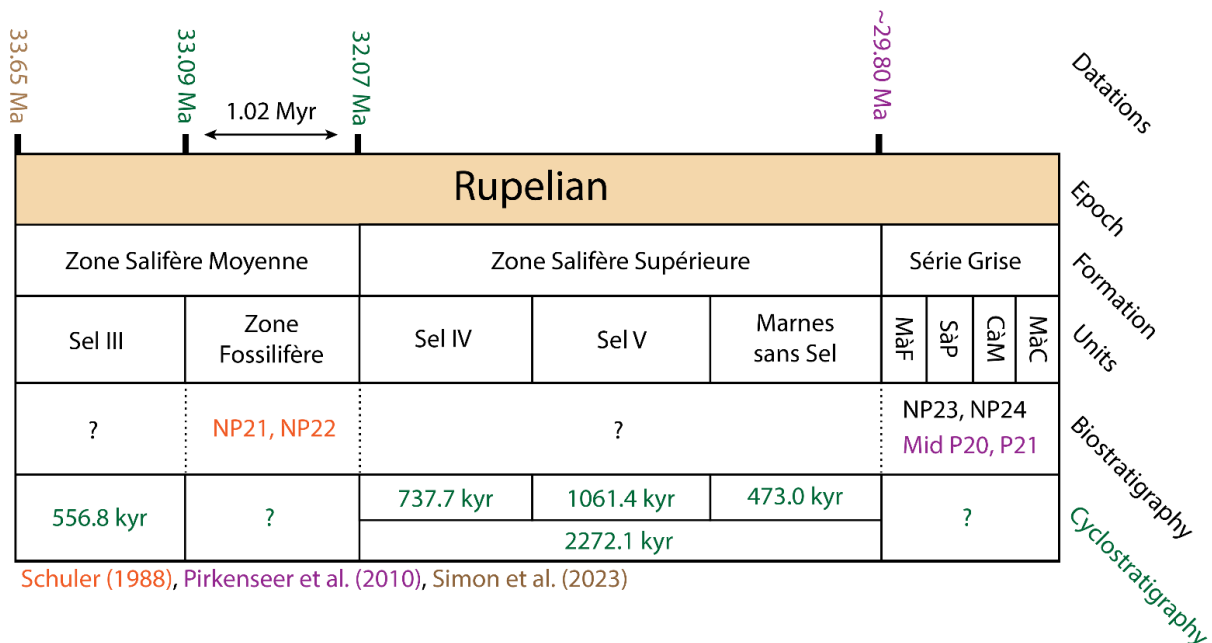 33.65 Ma
33.09 Ma
32.07 Ma
~29.80 Ma
Datations
1.02 Myr
Rupelian
Epoch
Zone Salifère Moyenne
Zone Salifère Supérieure
Série Grise
Formation
Sel III
Zone
Fossilifère
Sel IV
Sel V
Marnes
sans Sel
MàF
SàP
CàM
MàC
Units
?
NP21, NP22
?
NP23, NP24
Mid P20, P21
Biostratigraphy
556.8 kyr
?
737.7 kyr
1061.4 kyr
473.0 kyr
2272.1 kyr
?
Cyclostratigraphy
Schuler (1988), Pirkenseer et al. (2010), Simon et al. (2023)